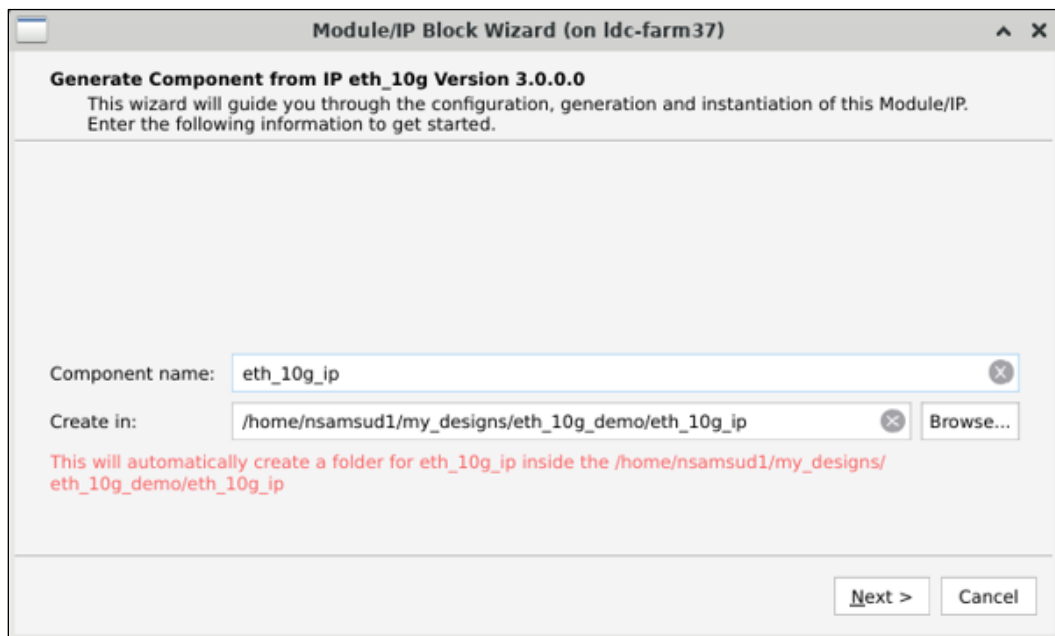 Module/IP Block Wizard (on ldc-farm37)
Generate Component from IP eth_10g Version 3.0.0.0
This wizard will guide you through the configuration, generation and instantiation of this Module/IP.
Enter the following information to get started.
Component name: eth_10g_ip
Create in: /home/nsamsud1/my_designs/eth_10g_demo/eth_10g_ip Browse...
This will automatically create a folder for eth_10g_ip inside the /home/nsamsud1/my_designs/
eth_10g_demo/eth_10g_ip
Next > Cancel